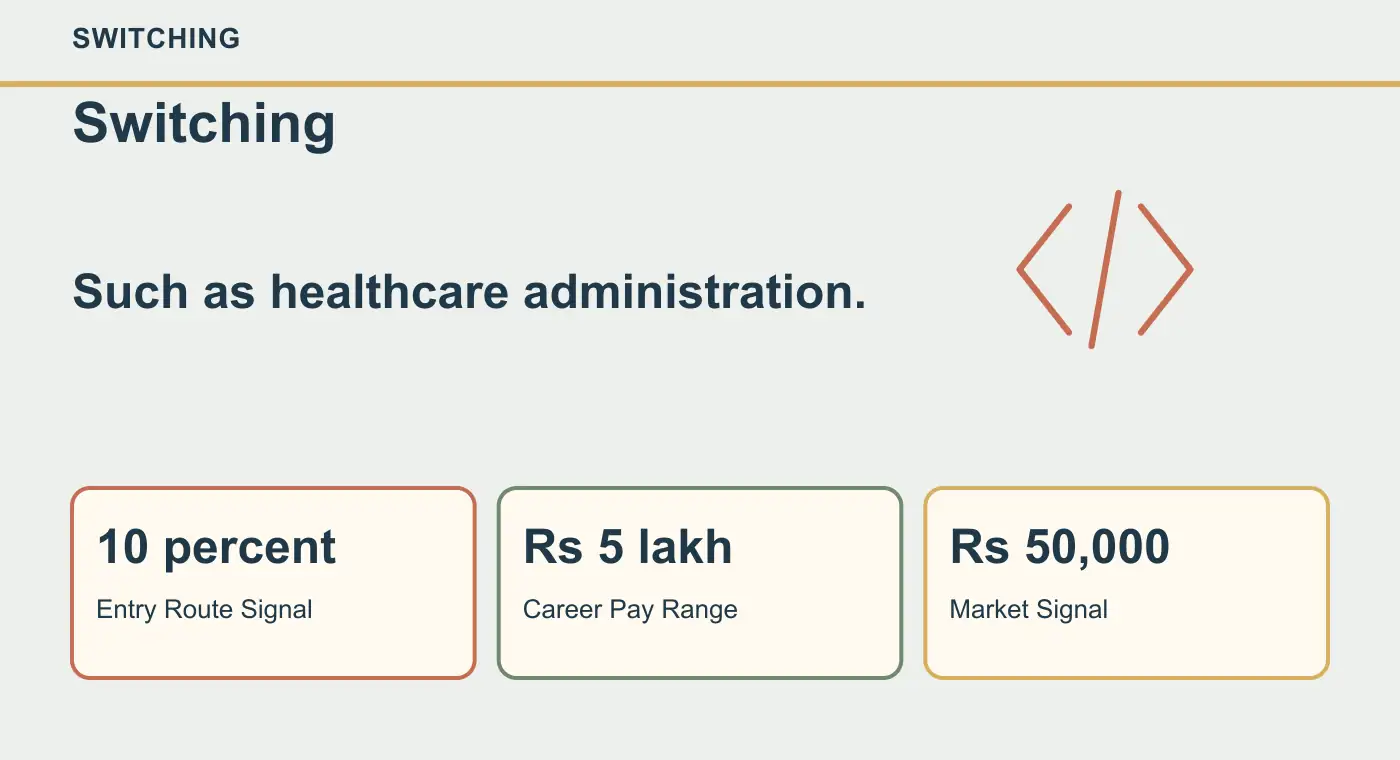 SWITCHING
Switching
Such as healthcare administration.
10 percent
Entry Route Signal
Rs 5 lakh
Career Pay Range
Rs 50,000
Market Signal